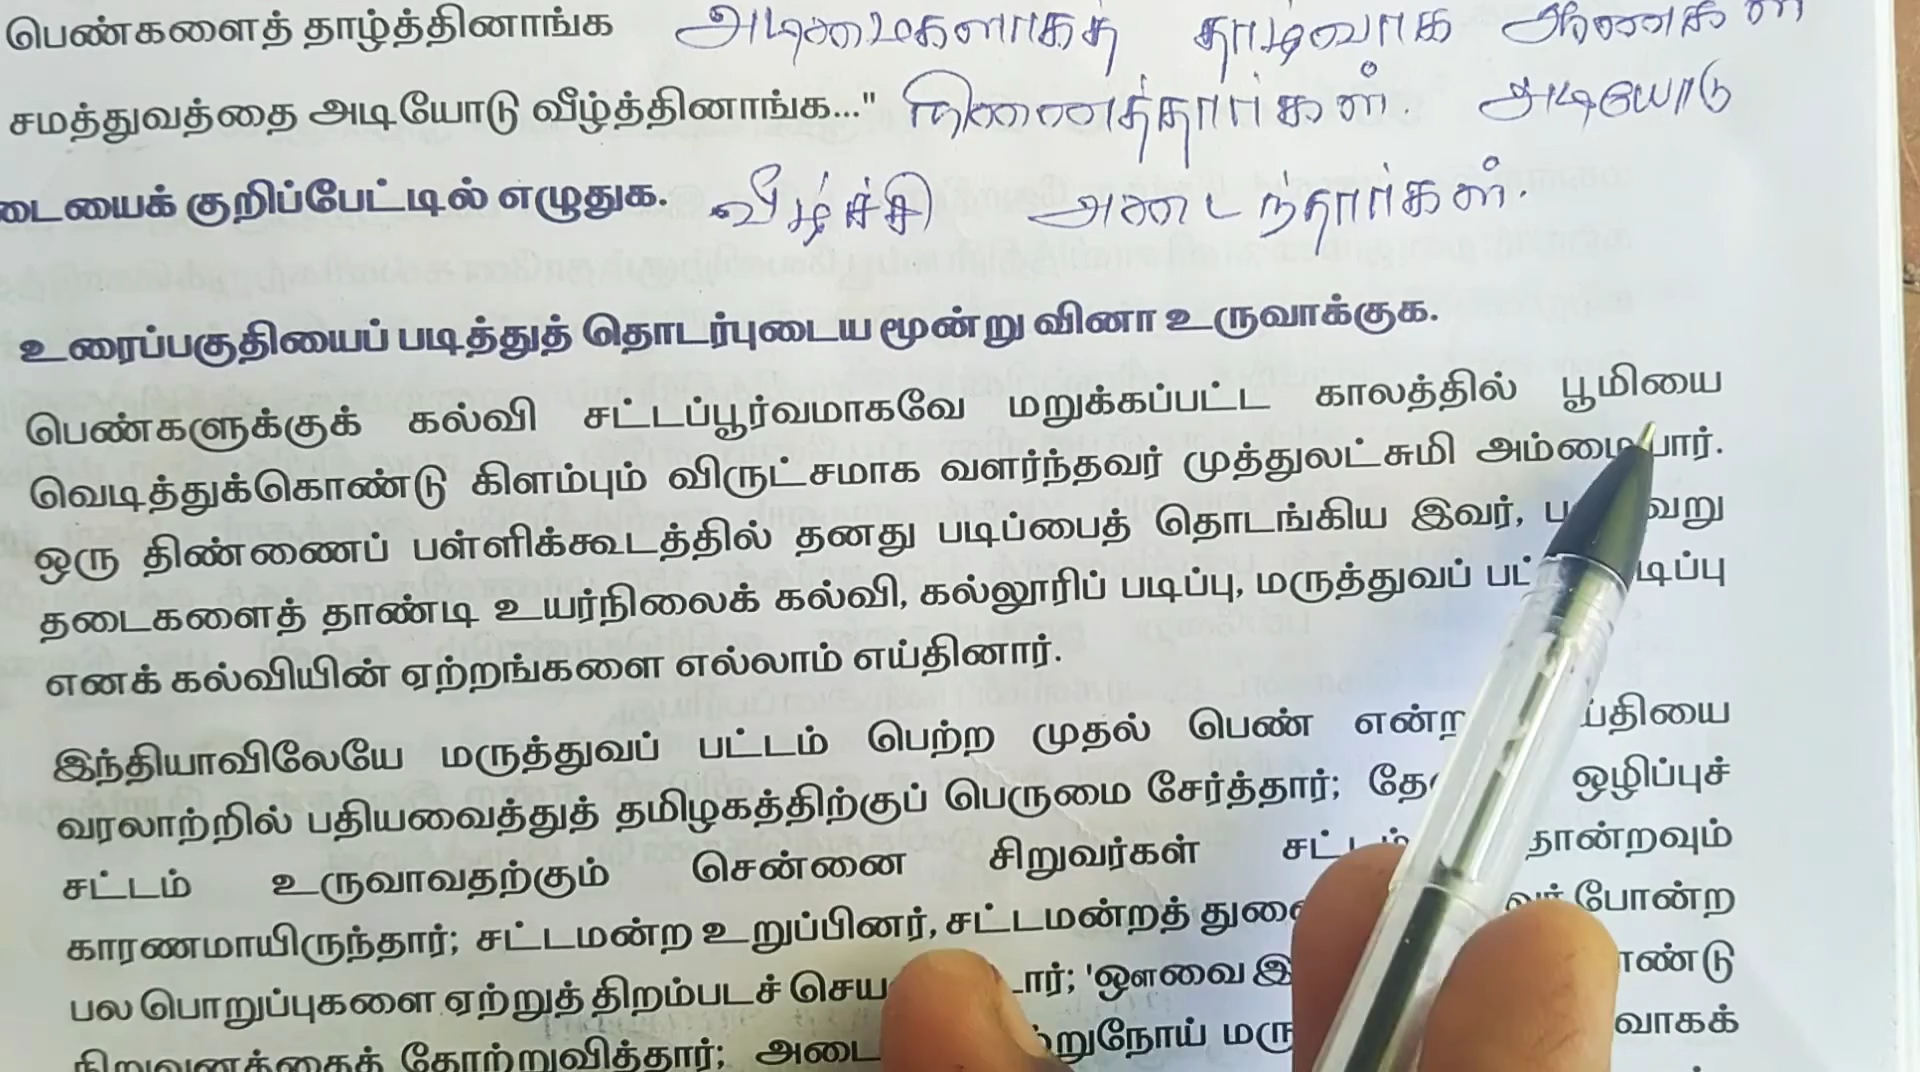 பெண்களைத் தாழ்த்தினாங்க அடிமைகளாகத் தாழ்வாக
சமத்துவத்தை அடியோடு வீழ்த்தினாங்க..." நினைத்தார்கள். அடியோடு
டையைக் குறிப்பேட்டில் எழுதுக. வீழ்ச்சி அடைந்தார்கள்.
உரைப்பகுதியைப் படித்துத் தொடர்புடைய மூன்று வினா உருவாக்குக.
பெண்களுக்குக் கல்வி சட்டப்பூர்வமாகவே மறுக்கப்பட்ட காலத்தில் பூமியை
வெடித்துக்கொண்டு கிளம்பும் விருட்சமாக வளர்ந்தவர் முத்துலட்சுமி அம்மையார்.
ஒரு திண்ணைப் பள்ளிக்கூடத்தில் தனது படிப்பைத் தொடங்கிய இவர்,
தடைகளைத் தாண்டி உயர்நிலைக் கல்வி, கல்லூரிப் படிப்பு, மருத்துவப்
எனக் கல்வியின் ஏற்றங்களை எல்லாம் எய்தினார்.
இந்தியாவிலேயே மருத்துவப் பட்டம் பெற்ற முதல் பெண் என்ற
வரலாற்றில் பதியவைத்துத் தமிழகத்திற்குப் பெருமை சேர்த்தார்; ஒழிப்புச்
சட்டம் உருவாவதற்கும் சென்னை சிறுவர்கள்
காரணமாயிருந்தார்; சட்டமன்ற உறுப்பினர், சட்டமன்றத் போன்ற
பல பொறுப்புகளை ஏற்றுத் திறம்படச் 'ஔவை
நிறுவனத்தைத் தோற்றுவித்தார்;